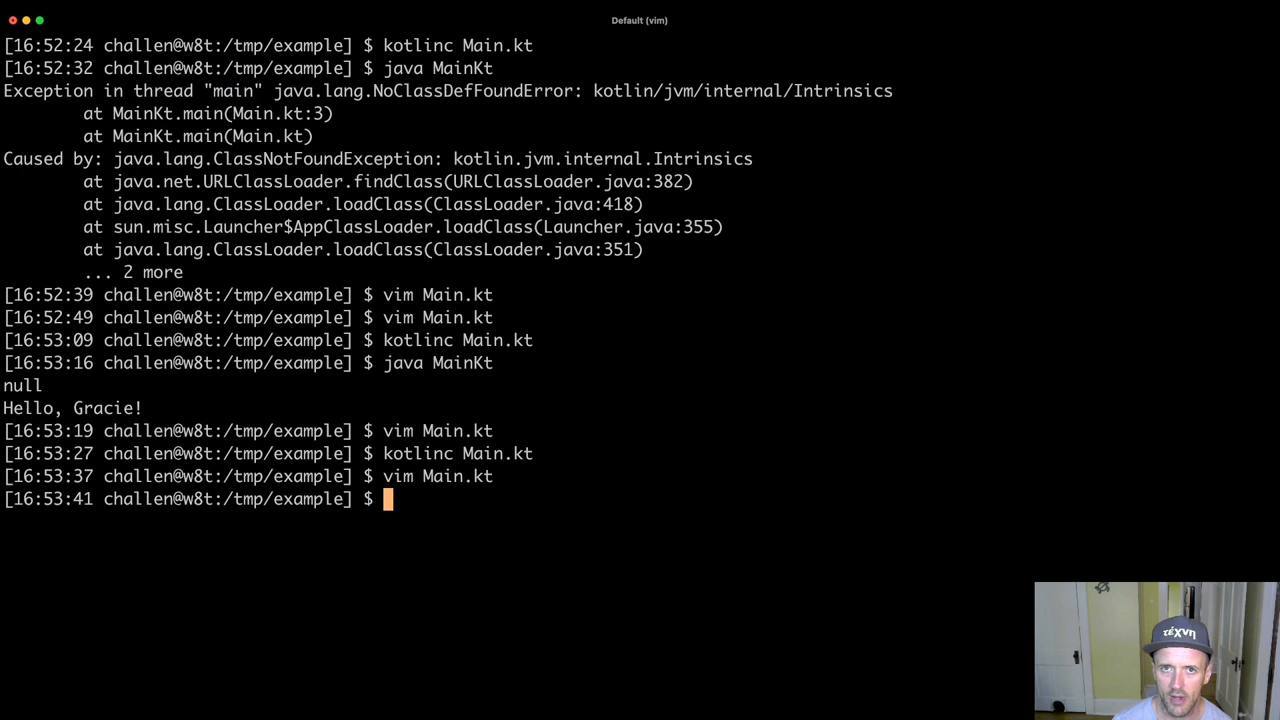 Default (vim)
[16:52:24 challen@w8t:/tmp/example] $ kotlinc Main.kt
[16:52:32 challen@w8t:/tmp/example] $ java MainKt
Exception in thread "main" java.lang.NoClassDefFoundError: kotlin/jvm/internal/Intrinsics
        at MainKt.main(Main.kt:3)
        at MainKt.main(Main.kt)
Caused by: java.lang.ClassNotFoundException: kotlin.jvm.internal.Intrinsics
        at java.net.URLClassLoader.findClass(URLClassLoader.java:382)
        at java.lang.ClassLoader.loadClass(ClassLoader.java:418)
        at sun.misc.Launcher$AppClassLoader.loadClass(Launcher.java:355)
        at java.lang.ClassLoader.loadClass(ClassLoader.java:351)
        ... 2 more
[16:52:39 challen@w8t:/tmp/example] $ vim Main.kt
[16:52:49 challen@w8t:/tmp/example] $ vim Main.kt
[16:53:09 challen@w8t:/tmp/example] $ kotlinc Main.kt
[16:53:16 challen@w8t:/tmp/example] $ java MainKt
null
Hello, Gracie!
[16:53:19 challen@w8t:/tmp/example] $ vim Main.kt
[16:53:27 challen@w8t:/tmp/example] $ kotlinc Main.kt
[16:53:37 challen@w8t:/tmp/example] $ vim Main.kt
[16:53:41 challen@w8t:/tmp/example] $
τέχνη